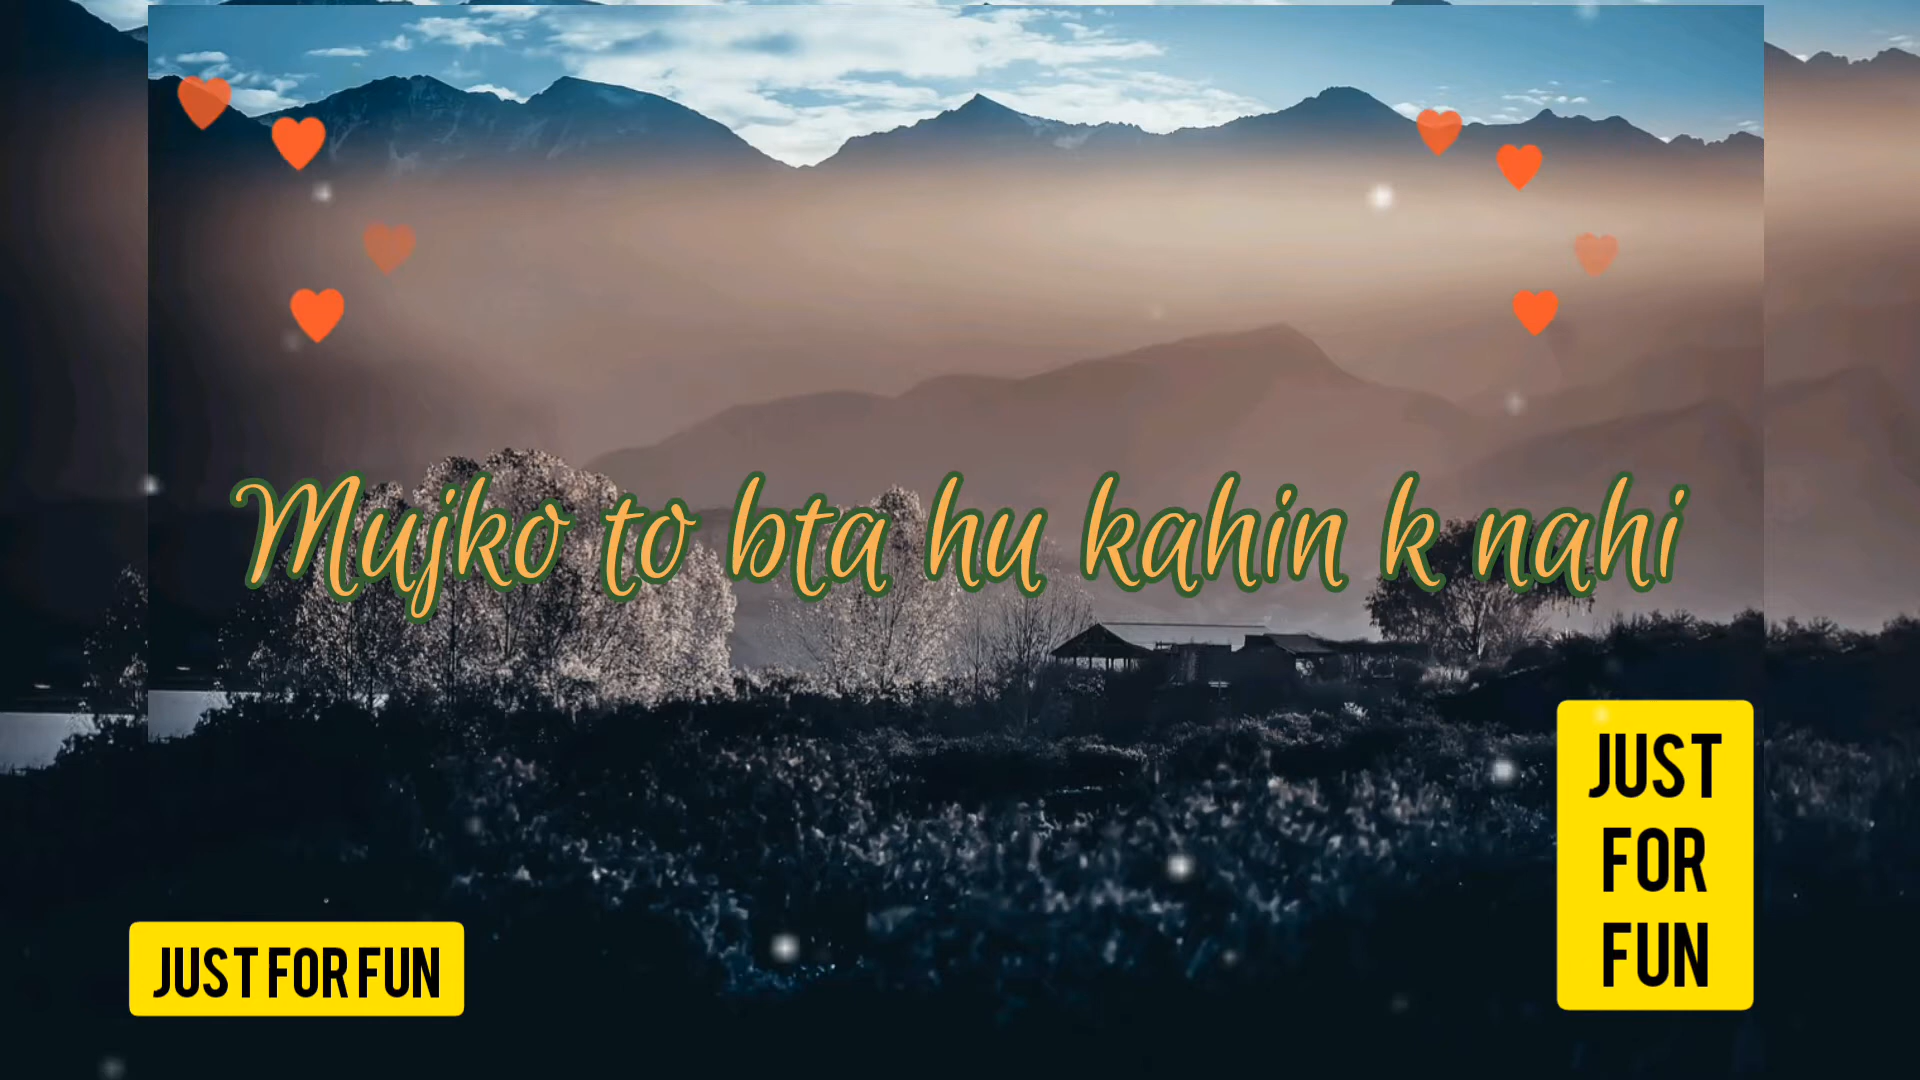 Mujko to bta hu kahin k nahi
JUST FOR FUN
JUST
FOR
FUN